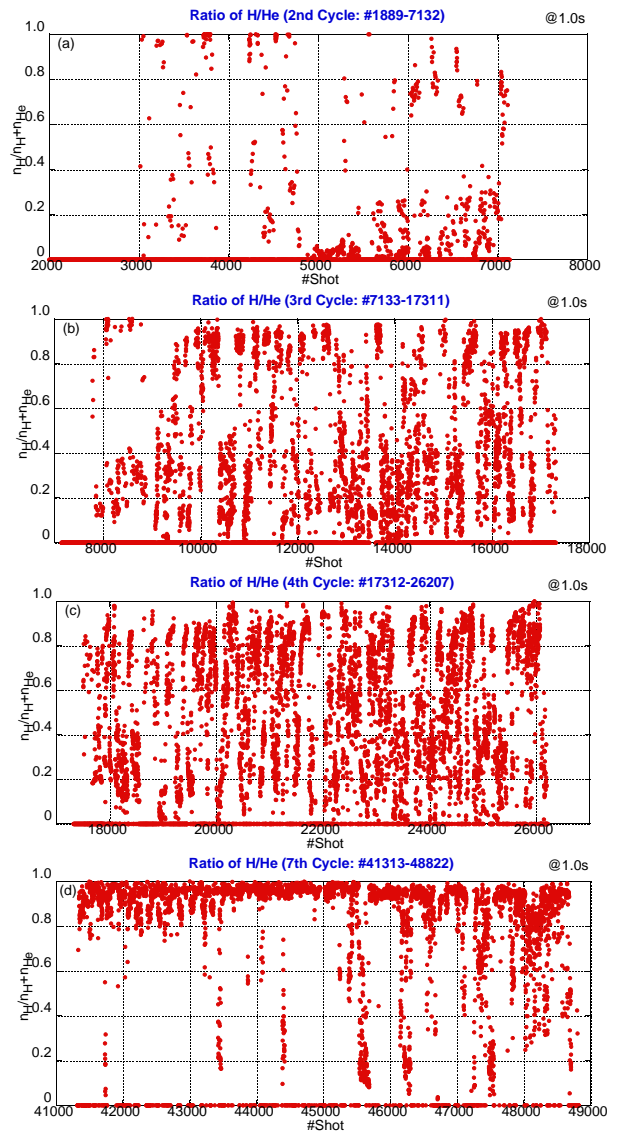 Ratio of H/He (2nd Cycle: #1889-7132)
@1.0s
(a)
1.0
0.8
0.6
0.4
0.2
0
nH/nH+nHe
2000 3000 4000 5000 6000 7000 8000
#Shot
Ratio of H/He (3rd Cycle: #7133-17311)
@1.0s
(b)
1.0
0.8
0.6
0.4
0.2
0
nH/nH+nHe
8000 10000 12000 14000 16000 18000
#Shot
Ratio of H/He (4th Cycle: #17312-26207)
@1.0s
(c)
1.0
0.8
0.6
0.4
0.2
0
nH/nH+nHe
18000 20000 22000 24000 26000
#Shot
Ratio of H/He (7th Cycle: #41313-48822)
@1.0s
(d)
1.0
0.8
0.6
0.4
0.2
0
nH/nH+nHe
41000 42000 43000 44000 45000 46000 47000 48000 49000
#Shot